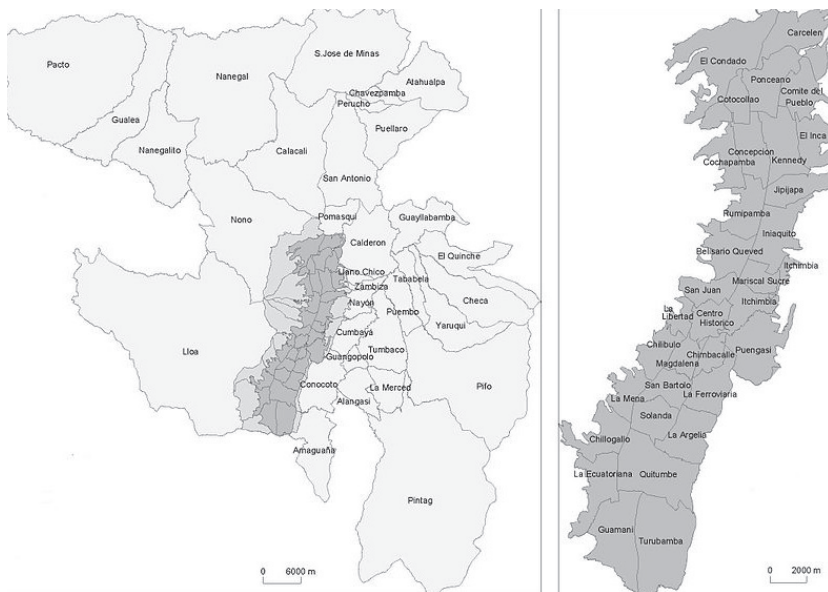 Pacto
Nanegal
S.Jose de Minas
Atahualpa
Chavezpamba
Perucho
Gualea
Puellaro
Nanegalito
Calacali
San Antonio
Nono
Pomasqui
Guayllabamba
Calderon
El Quinche
Llano Chico
Tababela
Zambiza
Checa
Nayón
Puembo
Yaruqui
Cumbayá
Lloa
Guangopolo
Tumbaco
Conocoto
La Merced
Pifo
Alangasi
Amaguaña
Pintag
0 6000 m
Carcelen
El Condado
Ponceano
Cotocollao
Comite del
Pueblo
El Inca
Concepcion
Cochapamba
Kennedy
Jipijapa
Rumipamba
Iniaquito
Belisario Queved
Itchimbia
Mariscal Sucre
San Juan
Itchimbia
La
Libertad
Centro
Historico
Chilibulo
Puengasi
Chimbacalle
Magdalena
San Bartolo
La Ferroviaria
La Mena
Solanda
La Argelia
Chillogallo
La Ecuatoriana
Quitumbe
Guamani
Turubamba
0 2000 m